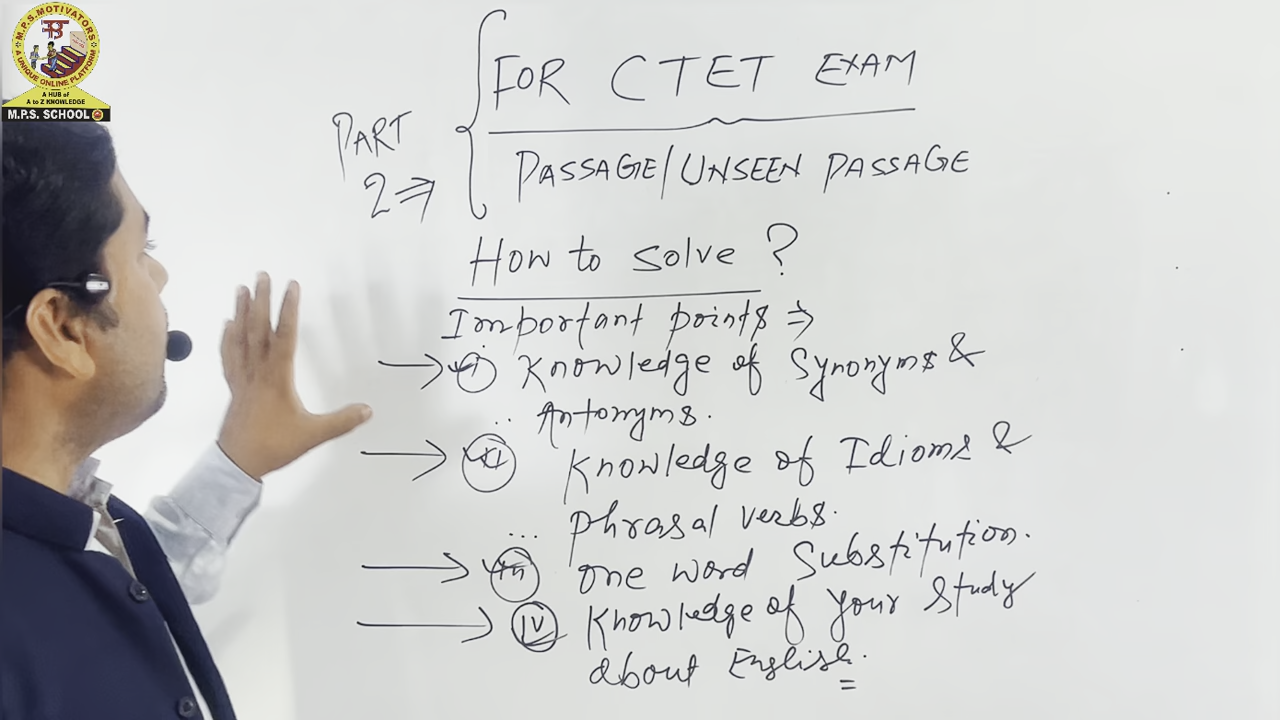 M.P.S. MOTIVATORS
A UNIQUE ONLINE PLATFORM
A HUB of
A to Z KNOWLEDGE
M.P.S. SCHOOL
FOR CTET EXAM
PART
2⇒
PASSAGE/UNSEEN PASSAGE
How to solve ?
Important points ⇒
→ i Knowledge of Synonyms &
Antonyms.
→ ii Knowledge of Idioms &
phrasal verbs.
→ iii one word Substitution.
→ iv Knowledge of your study
about English.